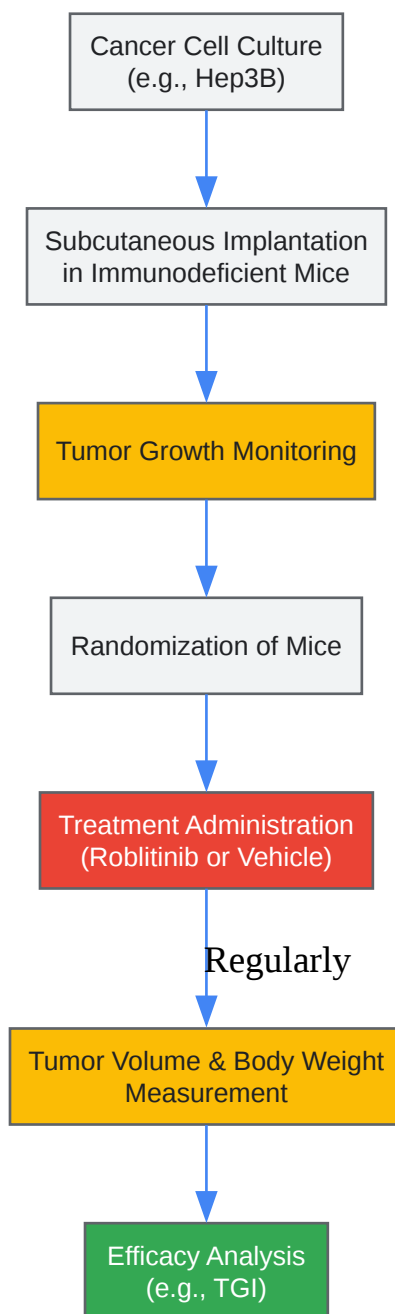 Cancer Cell Culture
(e.g., Hep3B)
Subcutaneous Implantation
in Immunodeficient Mice
Tumor Growth Monitoring
Randomization of Mice
Treatment Administration
(Roblitinib or Vehicle)
Regularly
Tumor Volume & Body Weight
Measurement
Efficacy Analysis
(e.g., TGI)